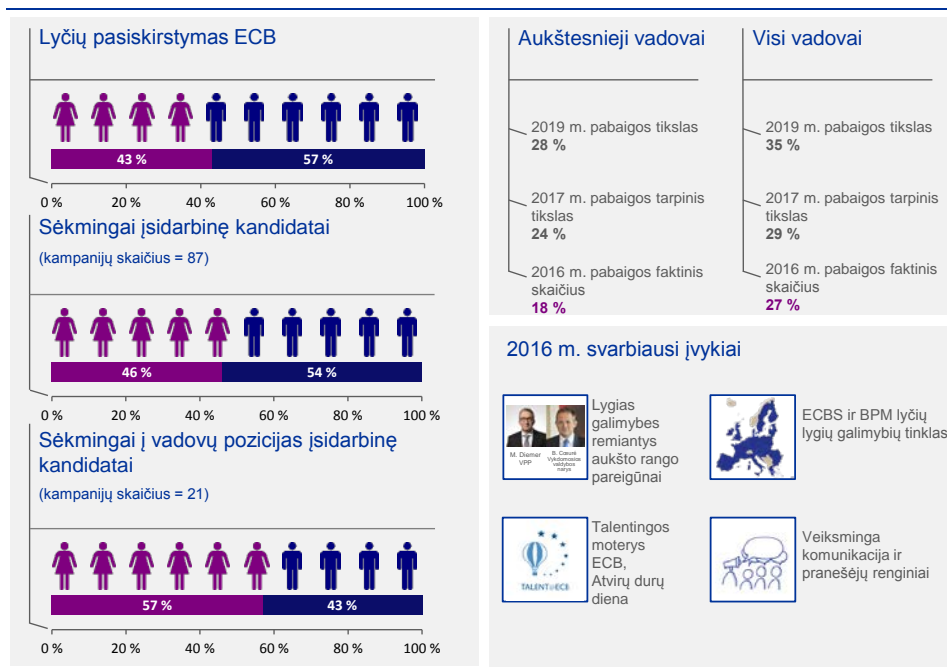 Lyčių pasiskirstymas ECB
43 %
57 %
0 %
20 %
40 %
60 %
80 %
100 %
Sėkmingai įsidarbinę kandidatai
(kampanijų skaičius = 87)
46 %
54 %
0 %
20 %
40 %
60 %
80 %
100 %
Sėkmingai į vadovų pozicijas įsidarbinę
kandidatai
(kampanijų skaičius = 21)
57 %
43 %
0 %
20 %
40 %
60 %
80 %
100 %
Aukštesnieji vadovai
2019 m. pabaigos tikslas
28 %
2017 m. pabaigos tarpinis
tikslas
24 %
2016 m. pabaigos faktinis
skaičius
18 %
Visi vadovai
2019 m. pabaigos tikslas
35 %
2017 m. pabaigos tarpinis
tikslas
29 %
2016 m. pabaigos faktinis
skaičius
27 %
2016 m. svarbiausi įvykiai
M. Diemer
VPP
B. Cœuré
Vykdomosios
valdybos
narys
Lygias
galimybes
remiantys
aukšto rango
pareigūnai
ECBS ir BPM lyčių
lygių galimybių tinklas
TALENT@ECB
Talentingos
moterys
ECB,
Atvirų durų
diena
Veiksminga
komunikacija ir
pranešėjų renginiai